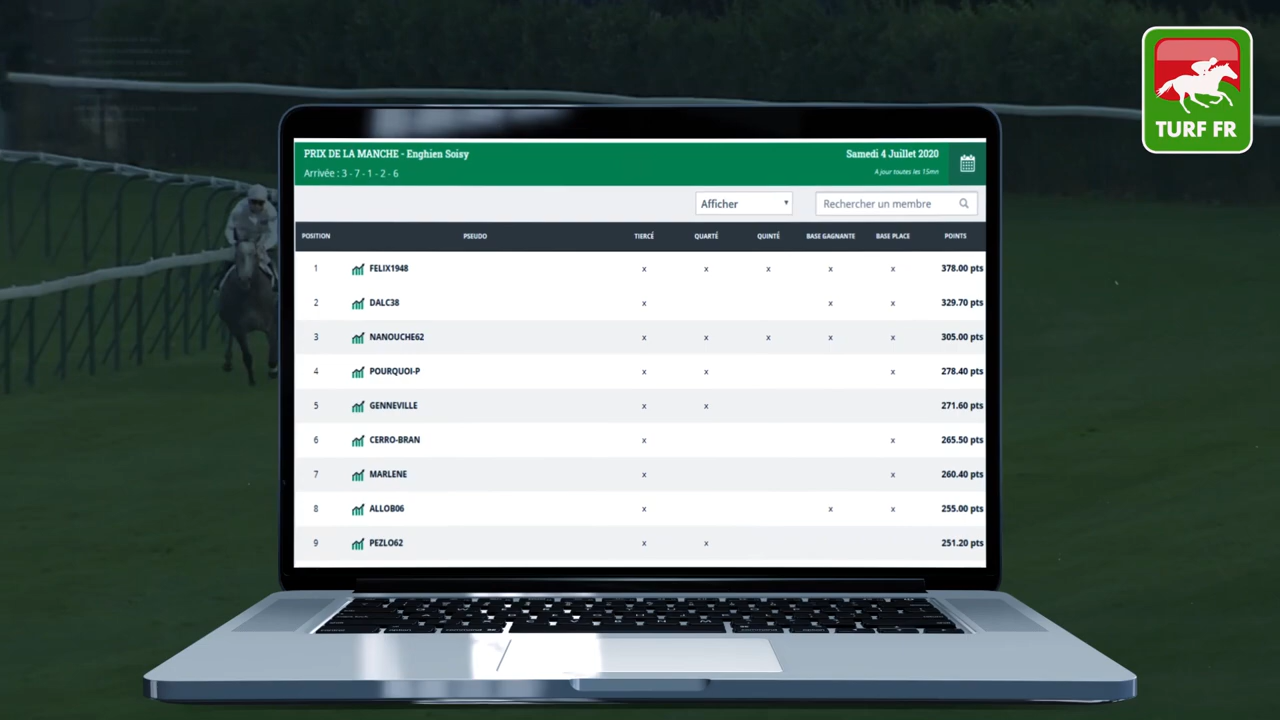 TURF FR
PRIX DE LA MANCHE - Enghien Soisy
Samedi 4 Juillet 2020
Arrivée : 3 - 7 - 1 - 2 - 6
A jour toutes les 15mn
Afficher
Rechercher un membre
POSITION PSEUDO TIERCÉ QUARTÉ QUINTÉ BASE GAGNANTE BASE PLACE POINTS
1 FELIX1948 x x x x x 378.00 pts
2 DALC38 x x x 329.70 pts
3 NANOUCHE62 x x x x x 305.00 pts
4 POURQUOI-P x x x 278.40 pts
5 GENNEVILLE x x 271.60 pts
6 CERRO-BRAN x x 265.50 pts
7 MARLENE x x 260.40 pts
8 ALLOB06 x x x 255.00 pts
9 PEZLO62 x x 251.20 pts